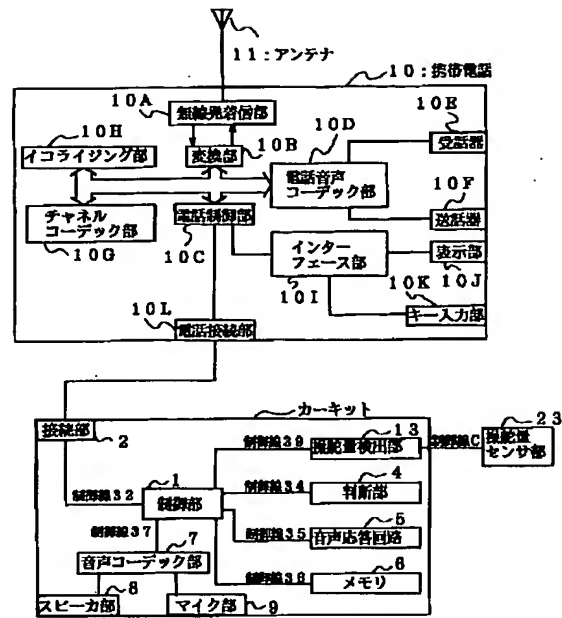 11:アンテナ
10:携帯電話
10A
無線発着信部
10H
イコライジング部
10B
変換部
10D
電話音声
コーデック部
10E
受話器
10F
送話器
チャネル
コーデック部
10G
電話制御部
10C
インター
フェース部
10I
表示部
10J
10K
キー入力部
10L
電話接続部
カーキット
接続部
2
制御線39
13
操舵量検出部
制御線C
23
操舵量
センサ部
制御線32
1
制御部
制御線34
4
判断部
制御線37
制御線35
5
音声応答回路
7
音声コーデック部
制御線36
6
メモリ
8
スピーカ部
マイク部
9